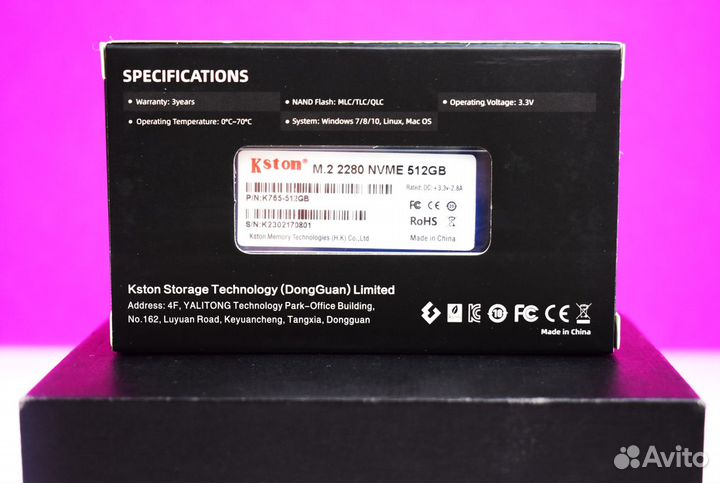 SPECIFICATIONS
• Warranty: 3years • NAND Flash: MLC/TLC/QLC • Operating Voltage: 3.3V
• Operating Temperature: 0°C~70°C • System: Windows 7/8/10, Linux, Mac OS
Kston® M.2 2280 NVME 512GB
Rated: DC: +3.3v⎓2.8A
P/N:K765-512GB
FC CE
RoHS
S/N:K2302170801
Kston Memory Technologies (H.K) Co.,Ltd Made in China
Kston Storage Technology (DongGuan) Limited
Address: 4F, YALITONG Technology Park-Office Building,
No.162, Luyuan Road, Keyuancheng, Tangxia, Dongguan
10 FC CE
Made in China
Avito